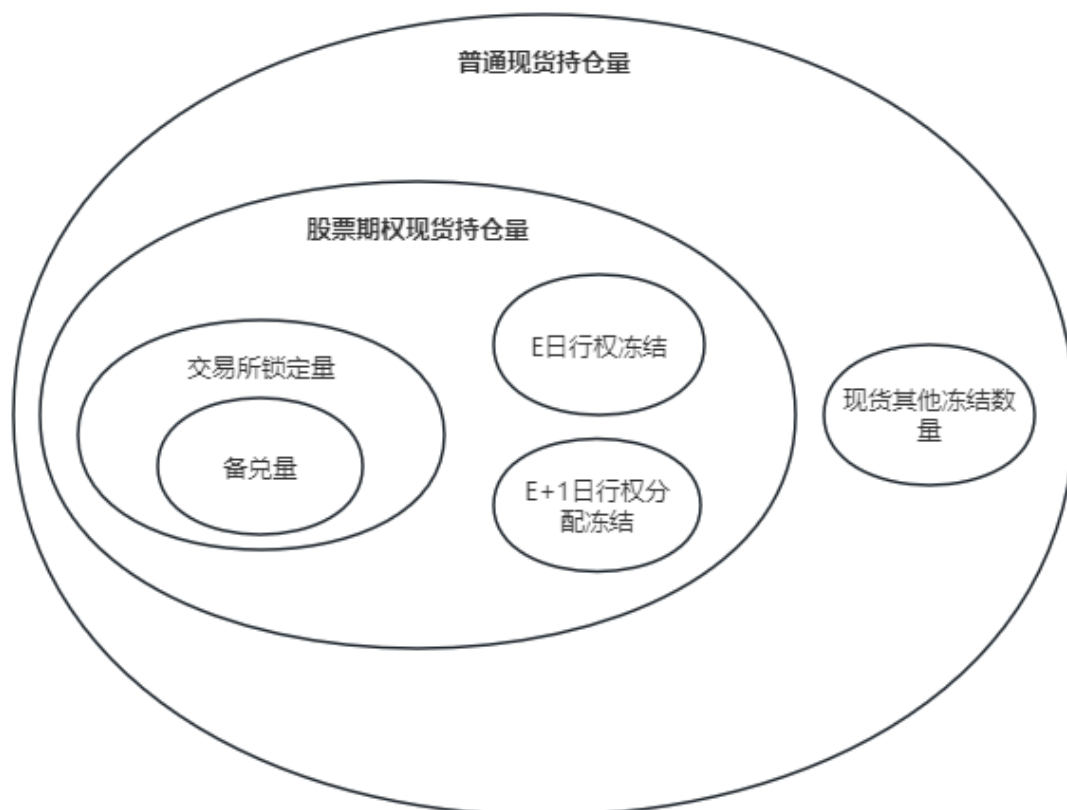 普通现货持仓量
股票期权现货持仓量
交易所锁定量
备兑量
E日行权冻结
E+1日行权分
配冻结
现货其他冻结数
量